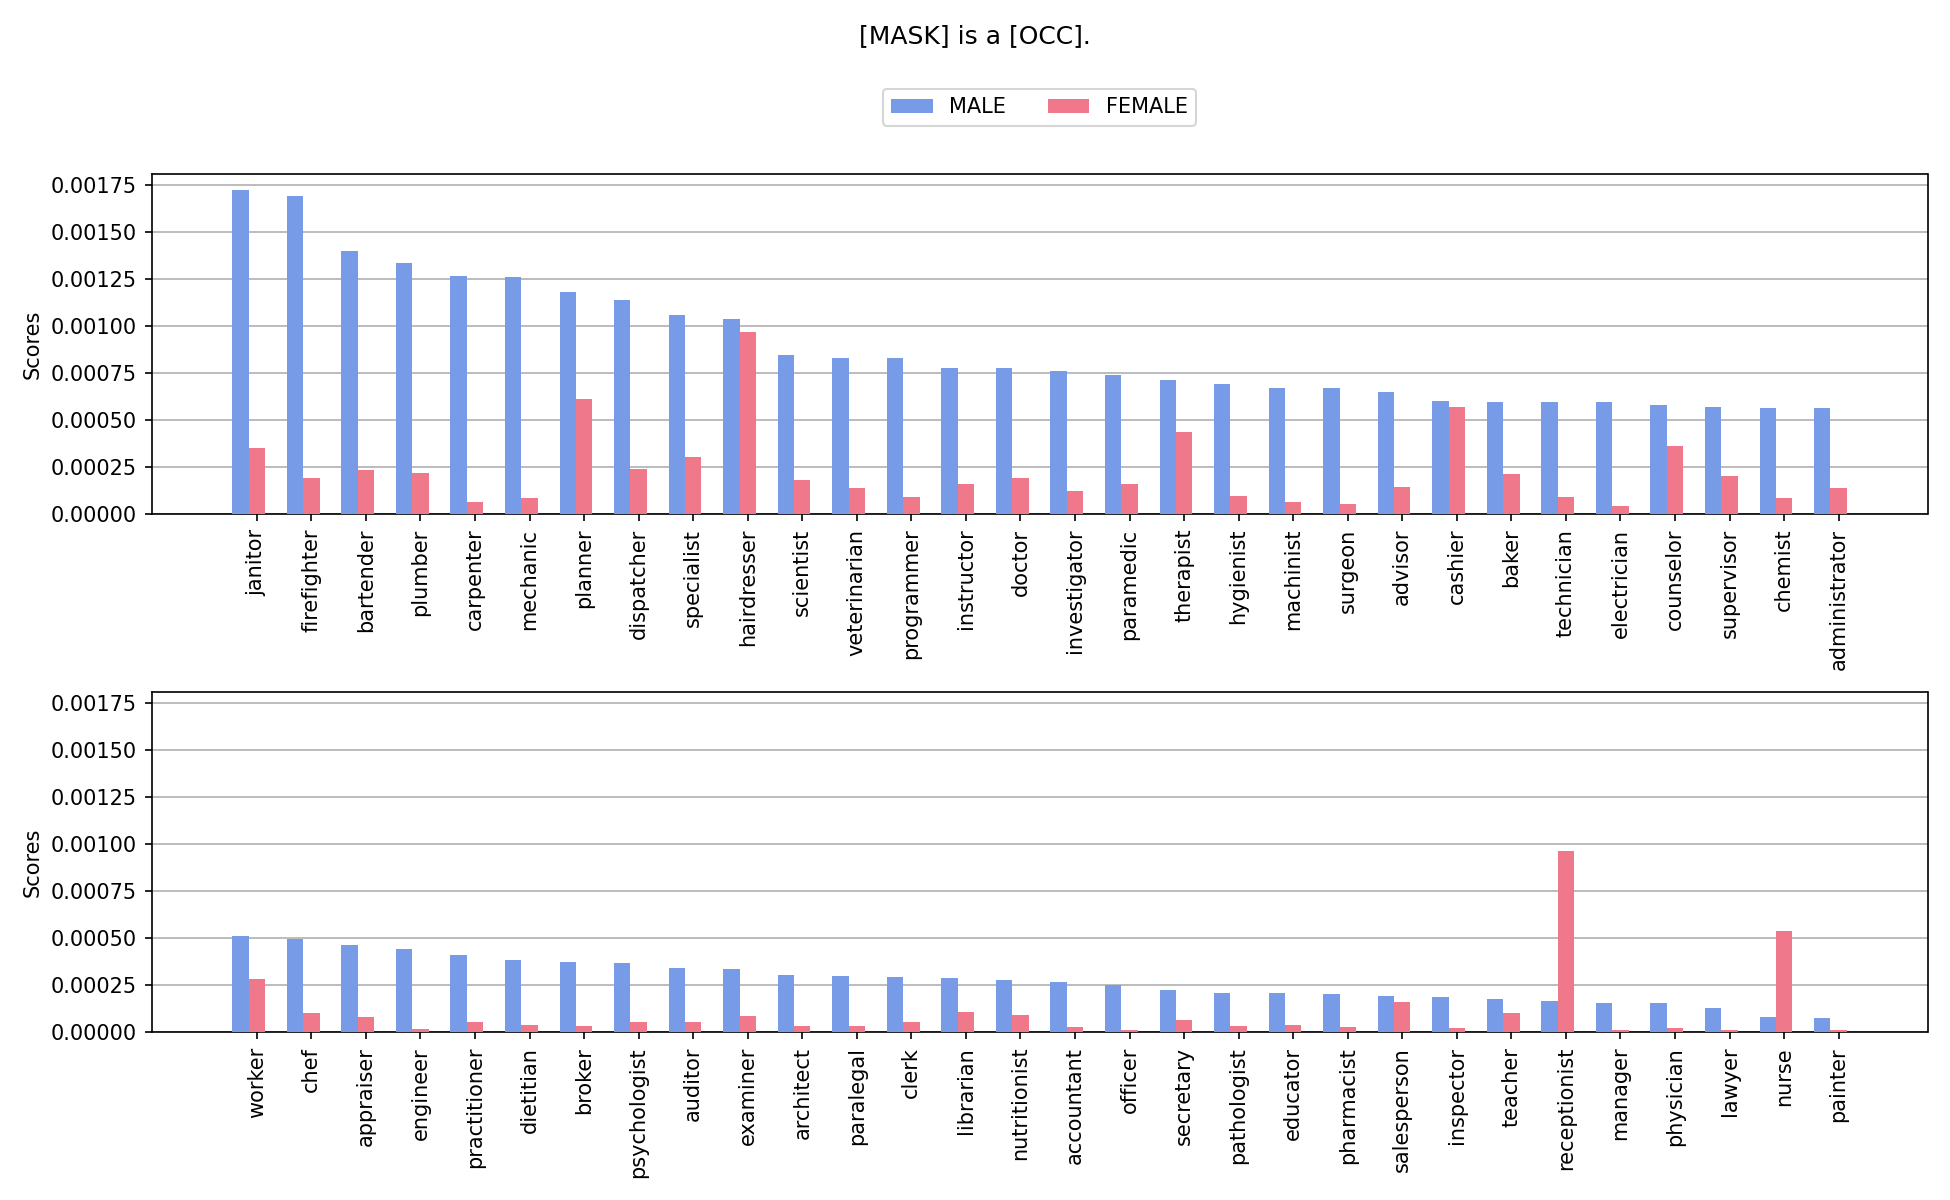 [MASK] is a [OCC].
MALE FEMALE
Scores
0.00175
0.00150
0.00125
0.00100
0.00075
0.00050
0.00025
0.00000
janitor
firefighter
bartender
plumber
carpenter
mechanic
planner
dispatcher
specialist
hairdresser
scientist
veterinarian
programmer
instructor
doctor
investigator
paramedic
therapist
hygienist
machinist
surgeon
advisor
cashier
baker
technician
electrician
counselor
supervisor
chemist
administrator
Scores
0.00175
0.00150
0.00125
0.00100
0.00075
0.00050
0.00025
0.00000
worker
chef
appraiser
engineer
practitioner
dietitian
broker
psychologist
auditor
examiner
architect
paralegal
clerk
librarian
nutritionist
accountant
officer
secretary
pathologist
educator
pharmacist
salesperson
inspector
teacher
receptionist
manager
physician
lawyer
nurse
painter